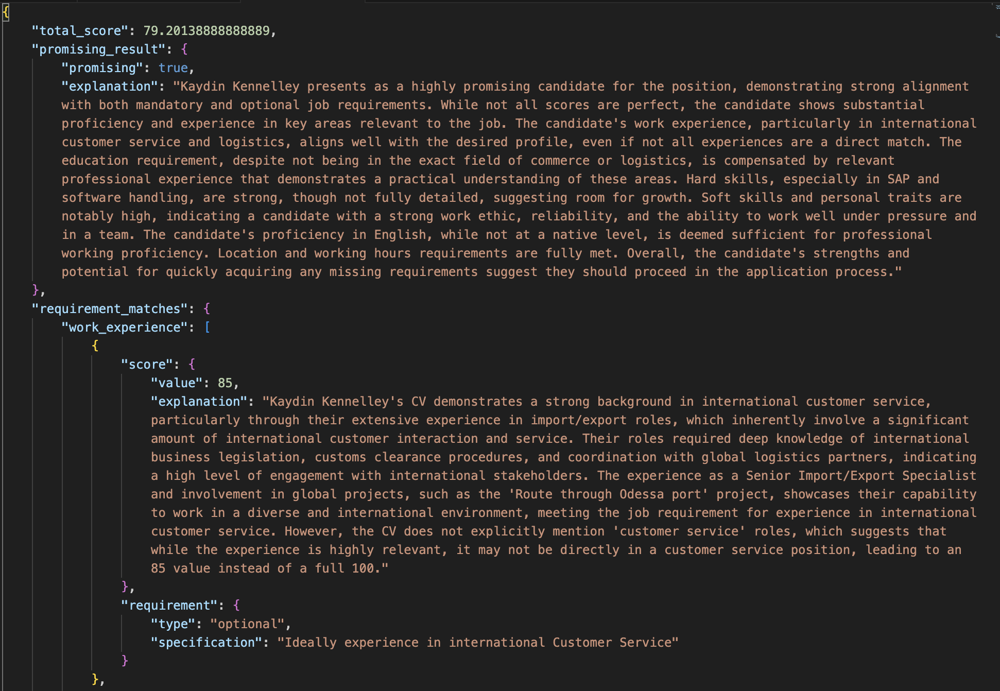 {
"total_score": 79.20138888888889,
"promising_result": {
"promising": true,
"explanation": "Kaydin Kennelley presents as a highly promising candidate for the position, demonstrating strong alignment
with both mandatory and optional job requirements. While not all scores are perfect, the candidate shows substantial
proficiency and experience in key areas relevant to the job. The candidate's work experience, particularly in international
customer service and logistics, aligns well with the desired profile, even if not all experiences are a direct match. The
education requirement, despite not being in the exact field of commerce or logistics, is compensated by relevant
professional experience that demonstrates a practical understanding of these areas. Hard skills, especially in SAP and
software handling, are strong, though not fully detailed, suggesting room for growth. Soft skills and personal traits are
notably high, indicating a candidate with a strong work ethic, reliability, and the ability to work well under pressure and
in a team. The candidate's proficiency in English, while not at a native level, is deemed sufficient for professional
working proficiency. Location and working hours requirements are fully met. Overall, the candidate's strengths and
potential for quickly acquiring any missing requirements suggest they should proceed in the application process."
},
"requirement_matches": {
"work_experience": [
{
"score": {
"value": 85,
"explanation": "Kaydin Kennelley's CV demonstrates a strong background in international customer service,
particularly through their extensive experience in import/export roles, which inherently involve a significant
amount of international customer interaction and service. Their roles required deep knowledge of international
business legislation, customs clearance procedures, and coordination with global logistics partners, indicating
a high level of engagement with international stakeholders. The experience as a Senior Import/Export Specialist
and involvement in global projects, such as the 'Route through Odessa port' project, showcases their capability
to work in a diverse and international environment, meeting the job requirement for experience in international
customer service. However, the CV does not explicitly mention 'customer service' roles, which suggests that
while the experience is highly relevant, it may not be directly in a customer service position, leading to an
85 value instead of a full 100."
},
"requirement": {
"type": "optional",
"specification": "Ideally experience in international Customer Service"
}
},